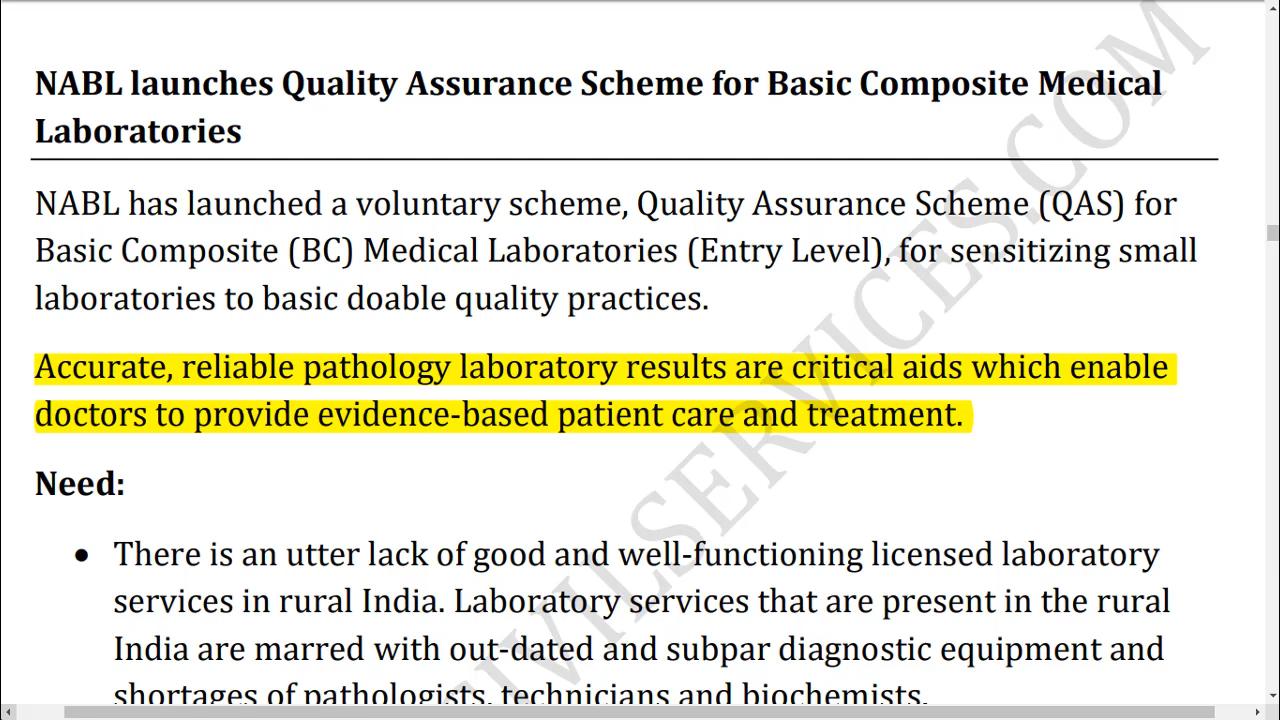 NABL launches Quality Assurance Scheme for Basic Composite Medical
Laboratories
NABL has launched a voluntary scheme, Quality Assurance Scheme (QAS) for
Basic Composite (BC) Medical Laboratories (Entry Level), for sensitizing small
laboratories to basic doable quality practices.
Accurate, reliable pathology laboratory results are critical aids which enable
doctors to provide evidence-based patient care and treatment.
Need:
• There is an utter lack of good and well-functioning licensed laboratory
services in rural India. Laboratory services that are present in the rural
India are marred with out-dated and subpar diagnostic equipment and
shortages of pathologists, technicians and biochemists.
IVILSERVICES.COM